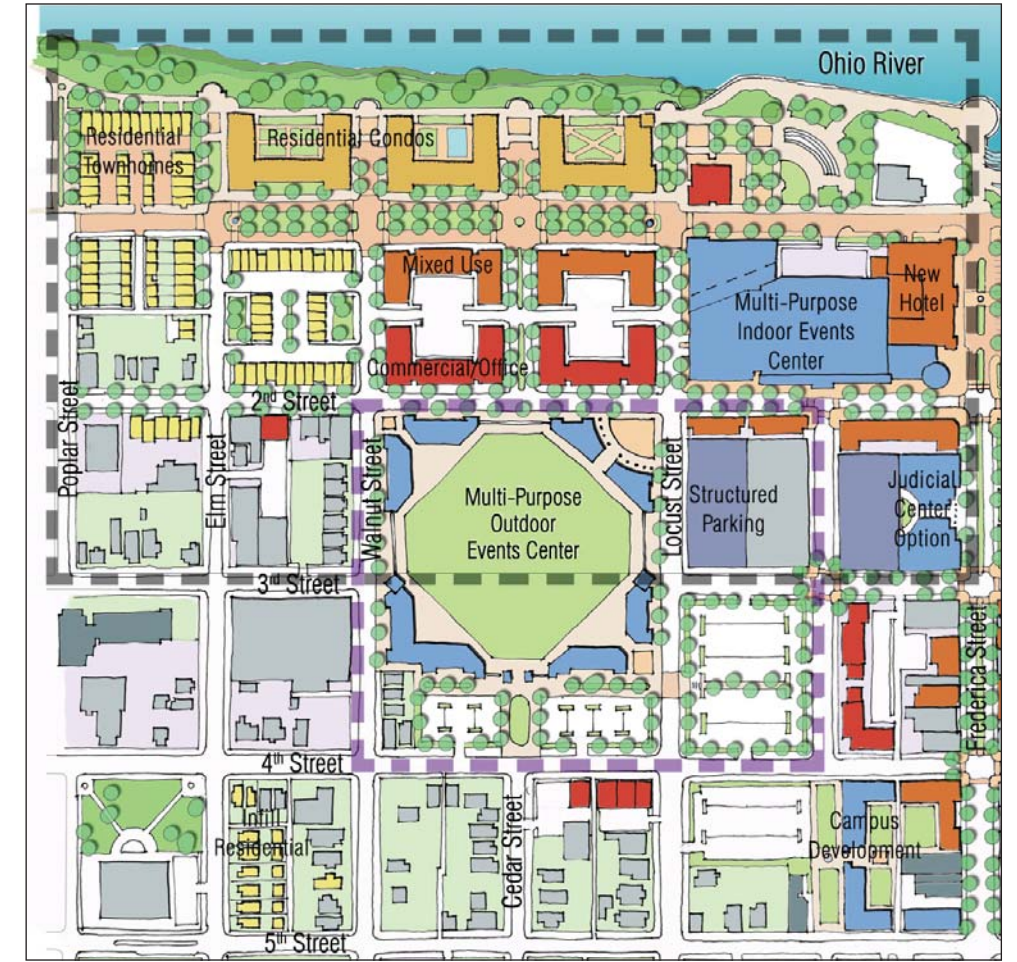 Ohio River
Residential
Townhomes
Residential Condos
Mixed Use
New
Hotel
Multi-Purpose
Indoor Events
Center
Commercial/Office
2nd Street
Poplar Street
Elm Street
Walnut Street
Multi-Purpose
Outdoor
Events Center
Locust Street
Structured
Parking
Judicial
Center
Option
3rd Street
Frederica Street
4th Street
Infill
Residential
Cedar Street
Campus
Development
5th Street